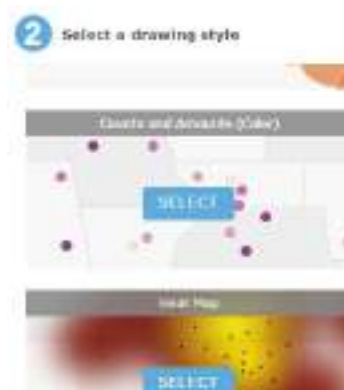 2 Select a drawing style
Counts and Amounts (Color)
SELECT
Heat Map
SELECT